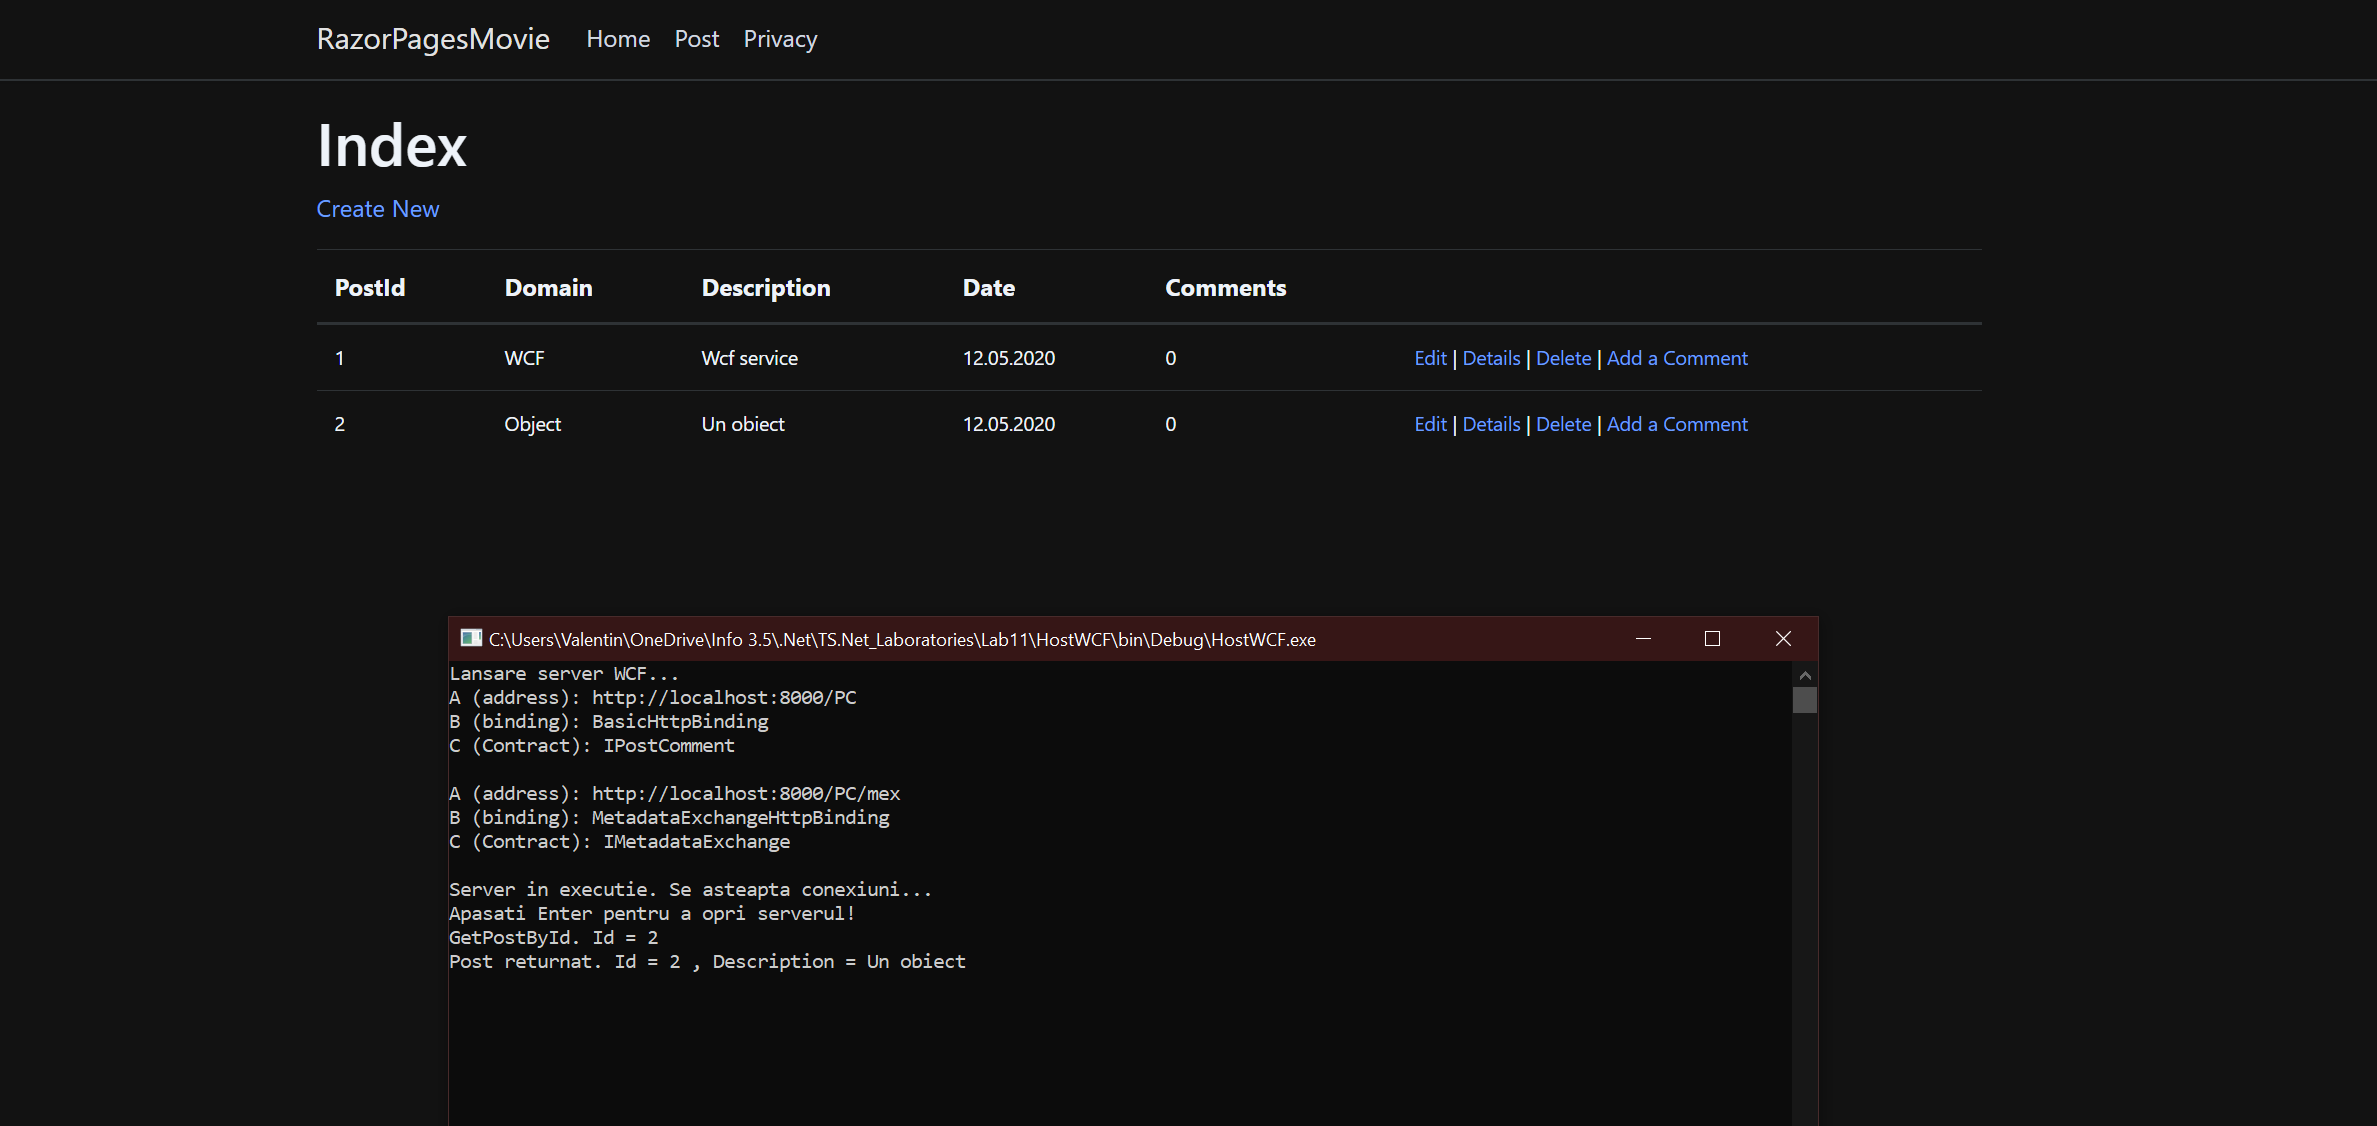 RazorPagesMovie Home Post Privacy
Index
Create New
PostId Domain Description Date Comments
1 WCF Wcf service 12.05.2020 0 Edit | Details | Delete | Add a Comment
2 Object Un obiect 12.05.2020 0 Edit | Details | Delete | Add a Comment
C:\Users\Valentin\OneDrive\Info 3.5\.Net\TS.Net_Laboratories\Lab11\HostWCF\bin\Debug\HostWCF.exe
Lansare server WCF...
A (address): http://localhost:8000/PC
B (binding): BasicHttpBinding
C (Contract): IPostComment
A (address): http://localhost:8000/PC/mex
B (binding): MetadataExchangeHttpBinding
C (Contract): IMetadataExchange
Server in executie. Se asteapta conexiuni...
Apasati Enter pentru a opri serverul!
GetPostById. Id = 2
Post returnat. Id = 2 , Description = Un obiect